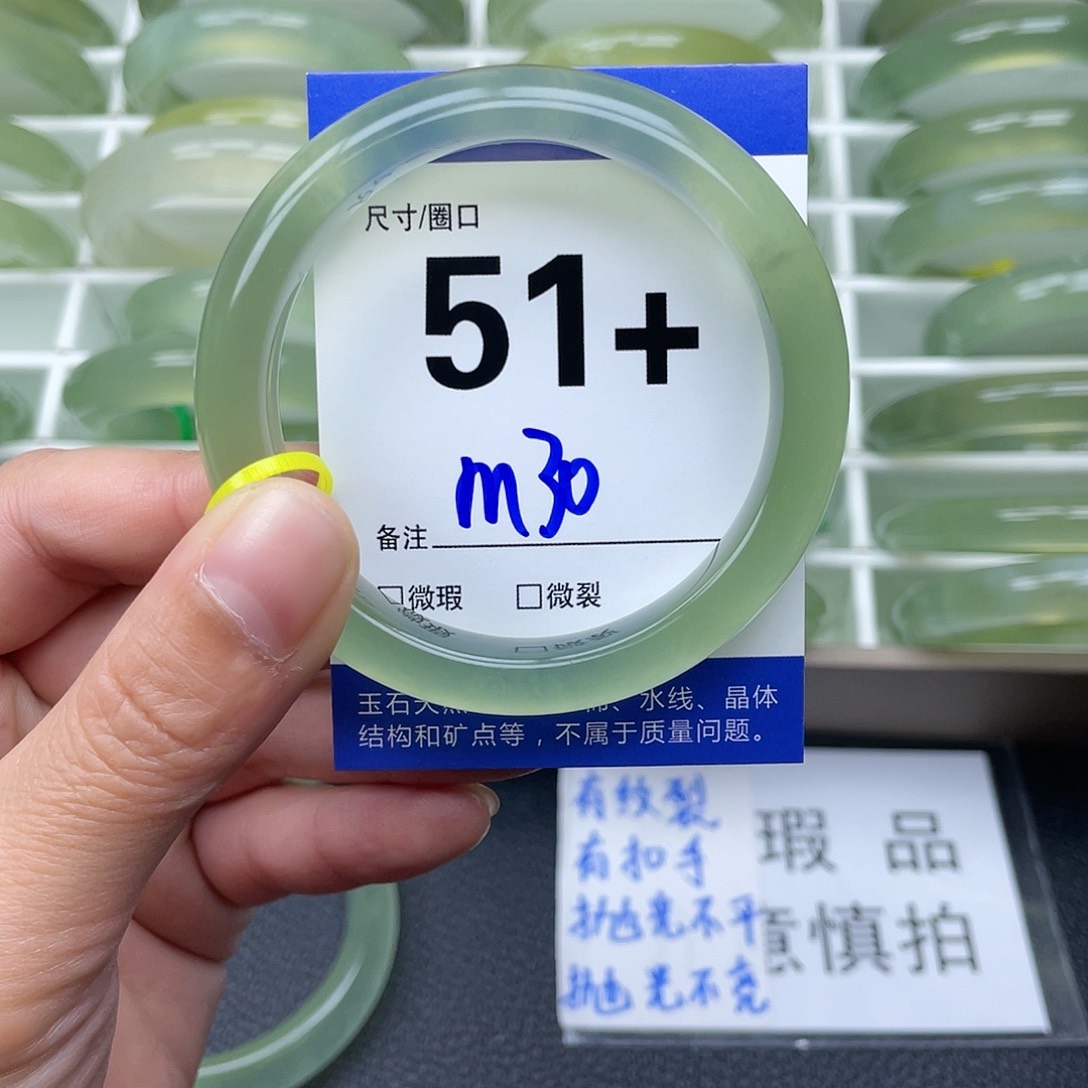 尺寸/圈口
51+
m30
备注
□微瑕 □微裂
玉石天 、水线、晶体
结构和矿点等，不属于质量问题。
有纹裂
有扣手
抛光不平
抛光不亮
瑕 品
意慎拍